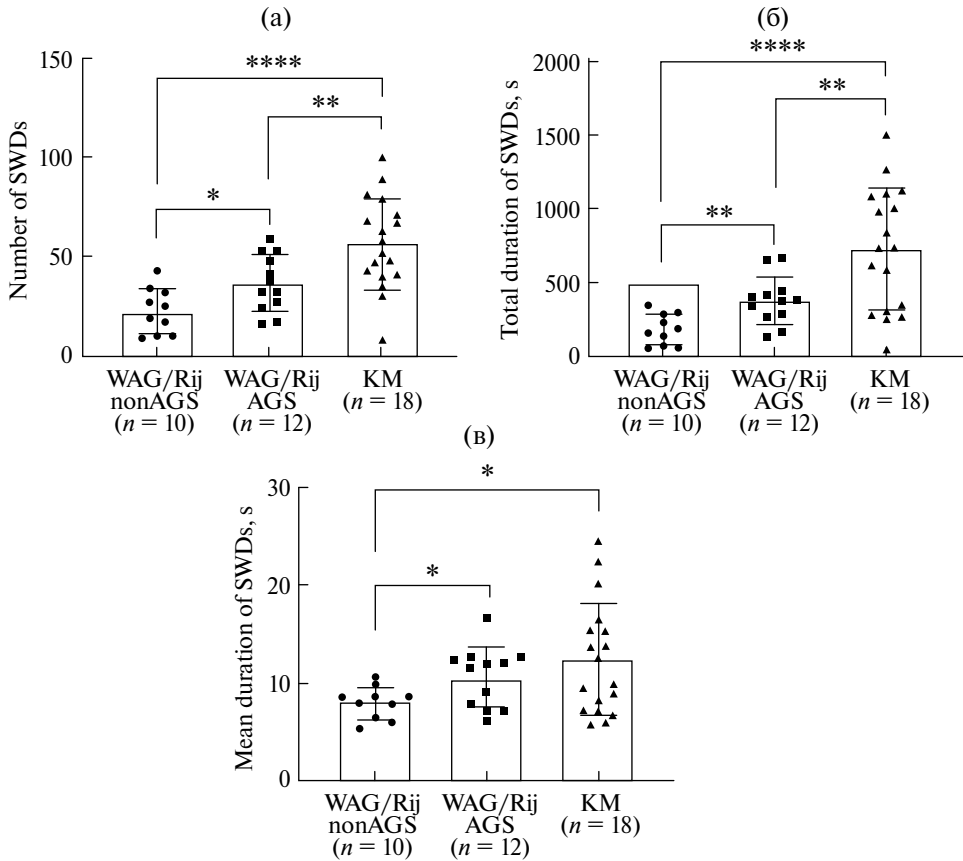 (а)
Number of SWDs
150
100
50
0
****
**
*
WAG/Rij
nonAGS
(n = 10)
WAG/Rij
AGS
(n = 12)
KM
(n = 18)
(б)
Total duration of SWDs, s
2000
1500
1000
500
0
****
**
**
WAG/Rij
nonAGS
(n = 10)
WAG/Rij
AGS
(n = 12)
KM
(n = 18)
(в)
Mean duration of SWDs, s
30
20
10
0
*
*
WAG/Rij
nonAGS
(n = 10)
WAG/Rij
AGS
(n = 12)
KM
(n = 18)